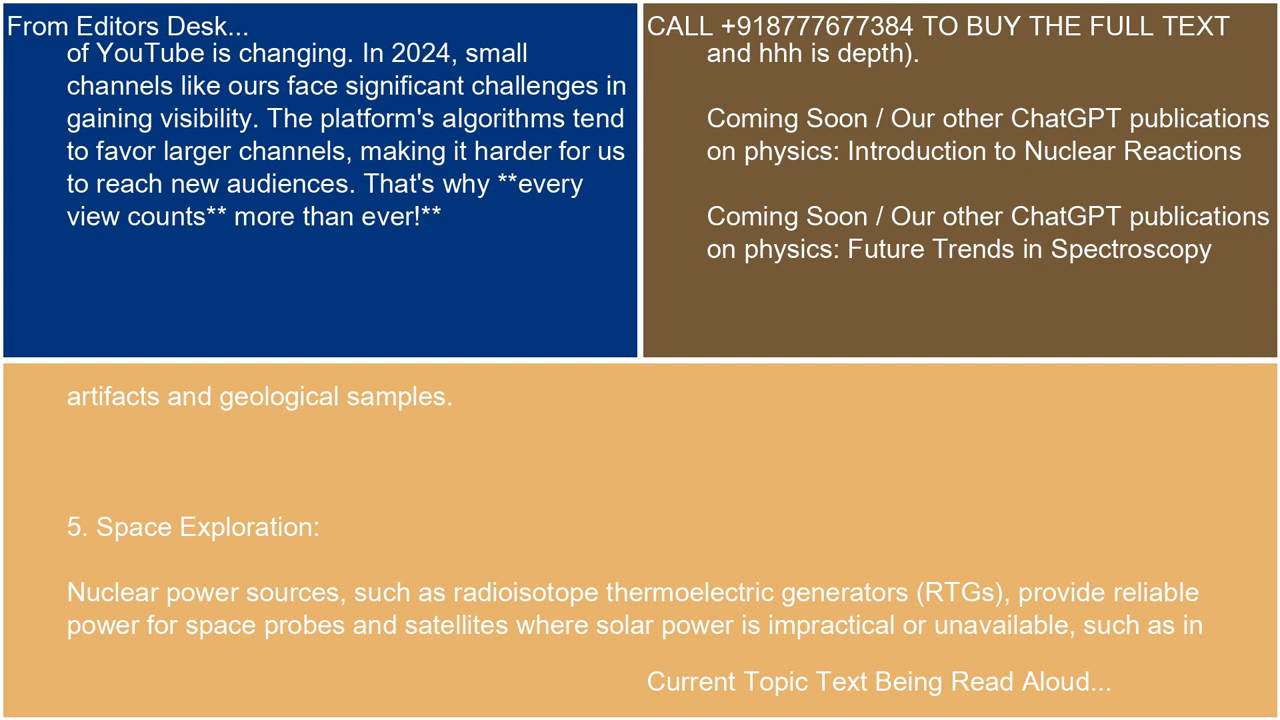 From Editors Desk...
of YouTube is changing. In 2024, small
channels like ours face significant challenges in
gaining visibility. The platform's algorithms tend
to favor larger channels, making it harder for us
to reach new audiences. That's why **every
view counts** more than ever!**
CALL +918777677384 TO BUY THE FULL TEXT
and hhh is depth).
Coming Soon / Our other ChatGPT publications
on physics: Introduction to Nuclear Reactions
Coming Soon / Our other ChatGPT publications
on physics: Future Trends in Spectroscopy
artifacts and geological samples.
5. Space Exploration:
Nuclear power sources, such as radioisotope thermoelectric generators (RTGs), provide reliable
power for space probes and satellites where solar power is impractical or unavailable, such as in
Current Topic Text Being Read Aloud...